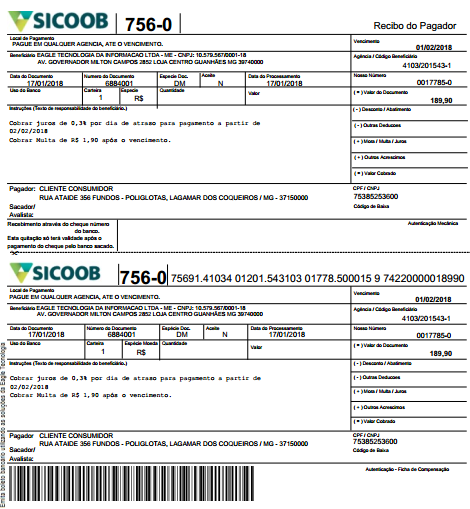 SICOOB 756-0 Recibo do Pagador
Local de Pagamento
PAGUE EM QUALQUER AGENCIA, ATE O VENCIMENTO.
Vencimento
01/02/2018
Beneficiário EAGLE TECNOLOGIA DA INFORMACAO LTDA - ME - CNPJ: 10.579.567/0001-18
AV. GOVERNADOR MILTON CAMPOS 2852 LOJA CENTRO GUANHÃES MG 39740000
Agência / Código Beneficiário
4103/201543-1
Data do Documento Numero do Documento Espécie Doc. Aceite Data do Processamento Nosso Número
17/01/2018 6884001 DM N 17/01/2018 0017785-0
Uso do Banco Carteira Espécie Quantidade Valor ( = ) Valor do Documento
1 R$ 189,90
Instruções (Texto de responsabilidade do beneficiário.)
Cobrar juros de 0,3% por dia de atraso para pagamento a partir de
02/02/2018
Cobrar Multa de R$ 1,90 após o vencimento.
( - ) Desconto / Abatimento
( - ) Outras Deducoes
( + ) Mora / Multa / Juros
( + ) Outros Acrescimos
( = ) Valor Cobrado
Pagador: CLIENTE CONSUMIDOR
RUA ATAIDE 356 FUNDOS - POLIGLOTAS, LAGAMAR DOS COQUEIROS / MG - 37150000
CPF / CNPJ
75385253600
Sacador/
Avalista:
Código de Baixa
Recebimento através do cheque número
do banco.
Esta quitação só terá validade após o
pagamento do cheque pelo banco sacado.
Autenticação Mecânica
SICOOB 756-0 75691.41034 01201.543103 01778.500015 9 74220000018990
Local de Pagamento
PAGUE EM QUALQUER AGENCIA, ATE O VENCIMENTO.
Vencimento
01/02/2018
Beneficiário EAGLE TECNOLOGIA DA INFORMACAO LTDA - ME - CNPJ: 10.579.567/0001-18
AV. GOVERNADOR MILTON CAMPOS 2852 LOJA CENTRO GUANHÃES MG 39740000
Agência / Código Beneficiário
4103/201543-1
Data do Documento Número do Documento Espécie Doc. Aceite Data do Processamento Nosso Número
17/01/2018 6884001 DM N 17/01/2018 0017785-0
Uso do Banco Carteira Espécie Moeda Quantidade Valor ( = ) Valor do Documento
1 R$ 189,90
Instruções (Texto de responsabilidade do beneficiário.)
Cobrar juros de 0,3% por dia de atraso para pagamento a partir de
02/02/2018
Cobrar Multa de R$ 1,90 após o vencimento.
( - ) Desconto / Abatimento
( - ) Outras Deducoes
( + ) Mora / Multa / Juros
( + ) Outros Acrescimos
( = ) Valor Cobrado
Pagador CLIENTE CONSUMIDOR
RUA ATAIDE 356 FUNDOS - POLIGLOTAS, LAGAMAR DOS COQUEIROS / MG - 37150000
CPF / CNPJ
75385253600
Sacador/
Avalista:
Código de Baixa
Autenticação - Ficha de Compensação
Emita boleto bancário utilizando as soluções da Eagle Tecnologia